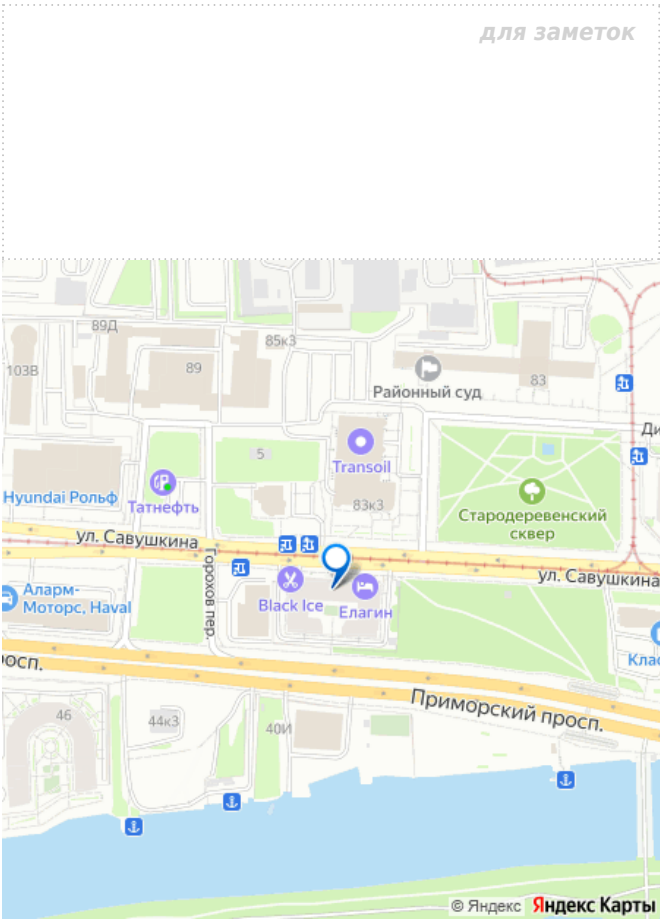 для заметок
89Д
85к3
103В
89
Районный суд
83
Ди
5
Transoil
Hyundai Рольф
Татнефть
83к3
Стародеревенский
сквер
ул. Савушкина
Горохов пер.
ул. Савушкина
Аларм-
Моторс, Haval
Black Ice
Елагин
Клас
росп.
Приморский просп.
46
44к3
40И
© Яндекс
Яндекс Карты